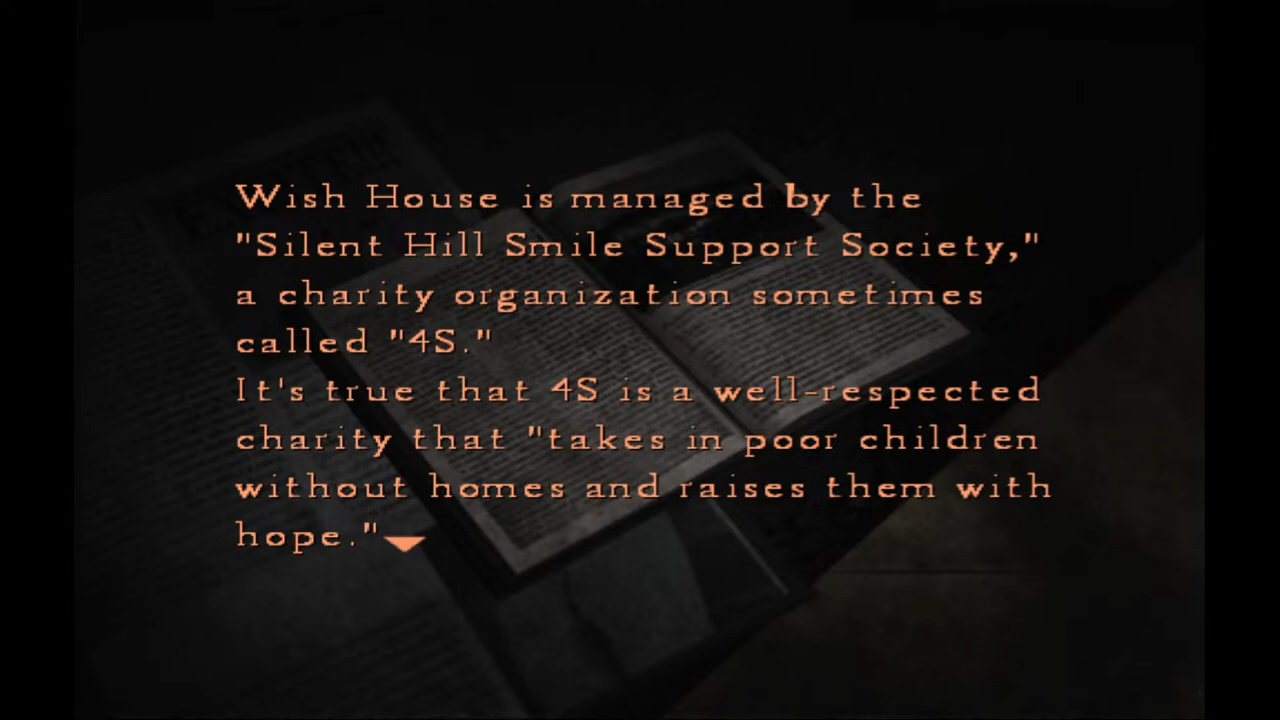 Wish House is managed by the
"Silent Hill Smile Support Society,"
a charity organization sometimes
called "4S."
It's true that 4S is a well-respected
charity that "takes in poor children
without homes and raises them with
hope."